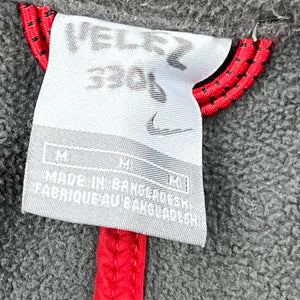 VELEZ
3306
M M M
MADE IN BANGLADESH
FABRIQUE AU BANGLADESH